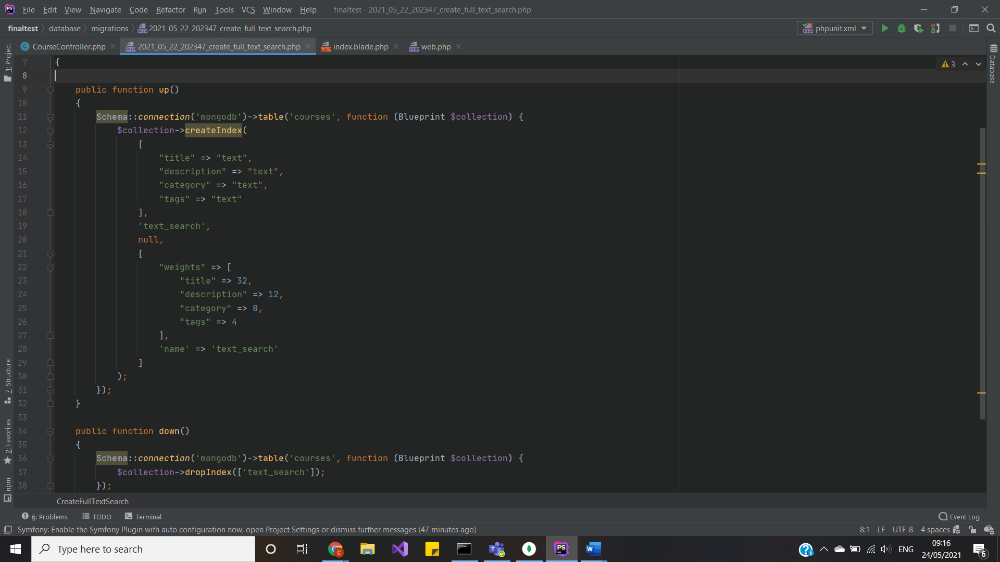 File Edit View Navigate Code Refactor Run Tools VCS Window Help finaltest - 2021_05_22_202347_create_full_text_search.php
finaltest database migrations 2021_05_22_202347_create_full_text_search.php phpunit.xml
CourseController.php 2021_05_22_202347_create_full_text_search.php index.blade.php web.php
1: Project
7: Structure
2: Favorites
npm
Database
3
7 {
8
9 public function up()
10 {
11 Schema::connection('mongodb')->table('courses', function (Blueprint $collection) {
12 $collection->createIndex(
13 [
14 "title" => "text",
15 "description" => "text",
16 "category" => "text",
17 "tags" => "text"
18 ],
19 'text_search',
20 null,
21 [
22 "weights" => [
23 "title" => 32,
24 "description" => 12,
25 "category" => 8,
26 "tags" => 4
27 ],
28 'name' => 'text_search'
29 ]
30 );
31 });
32 }
33
34 public function down()
35 {
36 Schema::connection('mongodb')->table('courses', function (Blueprint $collection) {
37 $collection->dropIndex(['text_search']);
38 });
CreateFullTextSearch
6: Problems TODO Terminal Event Log
Symfony: Enable the Symfony Plugin with auto configuration now, open Project Settings or dismiss further messages (47 minutes ago) 8:1 LF UTF-8 4 spaces
Type here to search ENG 09:16
24/05/2021
6